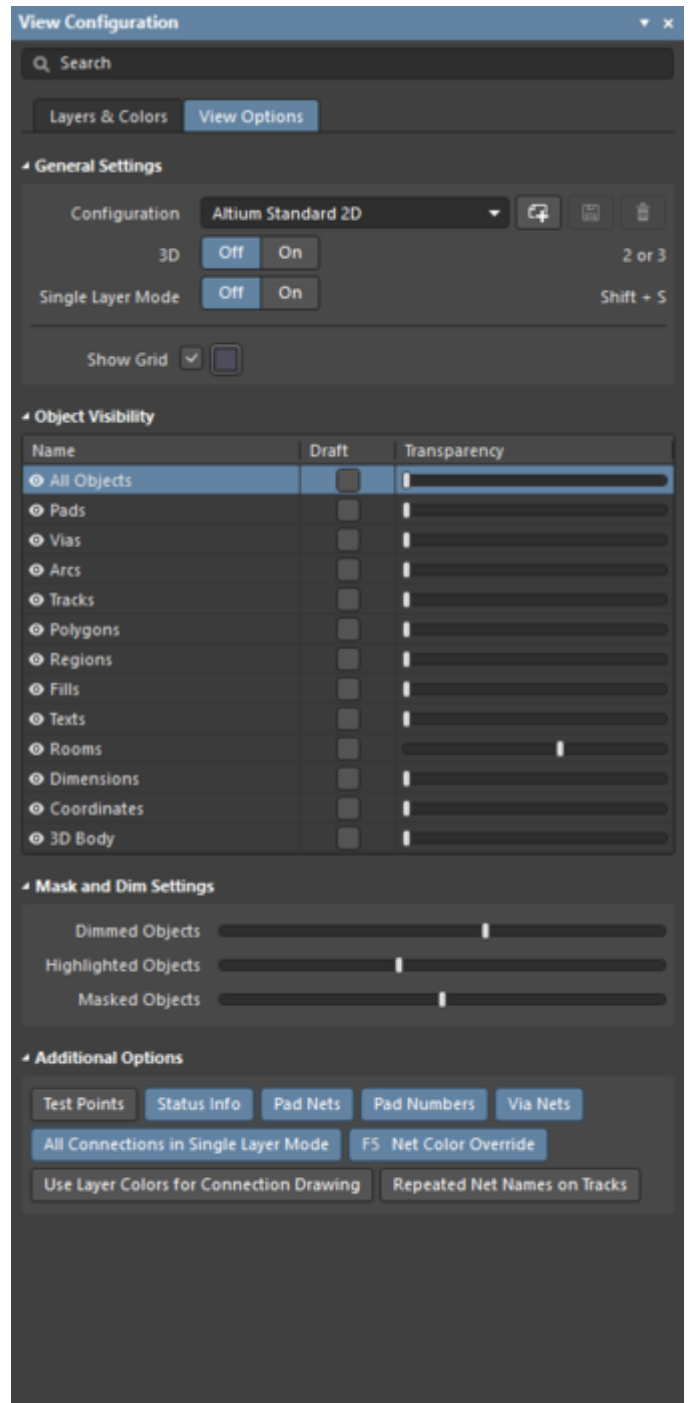 View Configuration
Search
Layers & Colors View Options
General Settings
Configuration Altium Standard 2D
3D Off On 2 or 3
Single Layer Mode Off On Shift + S
Show Grid
Object Visibility
Name Draft Transparency
All Objects
Pads
Vias
Arcs
Tracks
Polygons
Regions
Fills
Texts
Rooms
Dimensions
Coordinates
3D Body
Mask and Dim Settings
Dimmed Objects
Highlighted Objects
Masked Objects
Additional Options
Test Points Status Info Pad Nets Pad Numbers Via Nets
All Connections in Single Layer Mode F5 Net Color Override
Use Layer Colors for Connection Drawing Repeated Net Names on Tracks